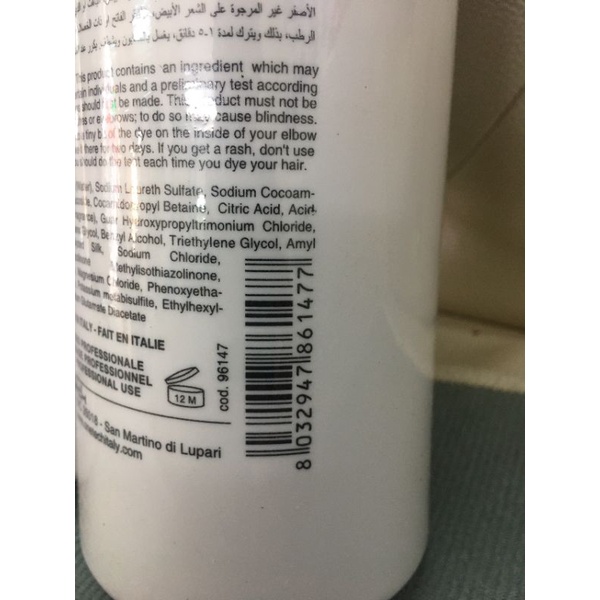 الأصفر غير المرجوة على الشعر الأبيض،
الرطب، بذلك ويترك لمدة ١-٥ دقائق، يغسل
This product contains an ingredient which may
individuals and a preliminary test according
should be made. This product must not be
to do so may cause blindness.
a tiny bit of the dye on the inside of your elbow
it there for two days. If you get a rash, don't use
should do the test each time you dye your hair.
Sodium Laureth Sulfate, Sodium Cocoam-
Cocamidopropyl Betaine, Citric Acid, Acid
Guar Hydroxypropyltrimonium Chloride,
Glycol, Benzyl Alcohol, Triethylene Glycol, Amyl
Silk, Sodium Chloride,
Methylisothiazolinone,
Magnesium Chloride, Phenoxyetha-
metabisulfite, Ethylhexyl-
Glutamate Diacetate
ITALY - FAIT EN ITALIE
PROFESSIONALE
PROFESSIONNEL
PROFESSIONAL USE
12 M
cod. 96147
8 032947 861477
- San Martino di Lupari